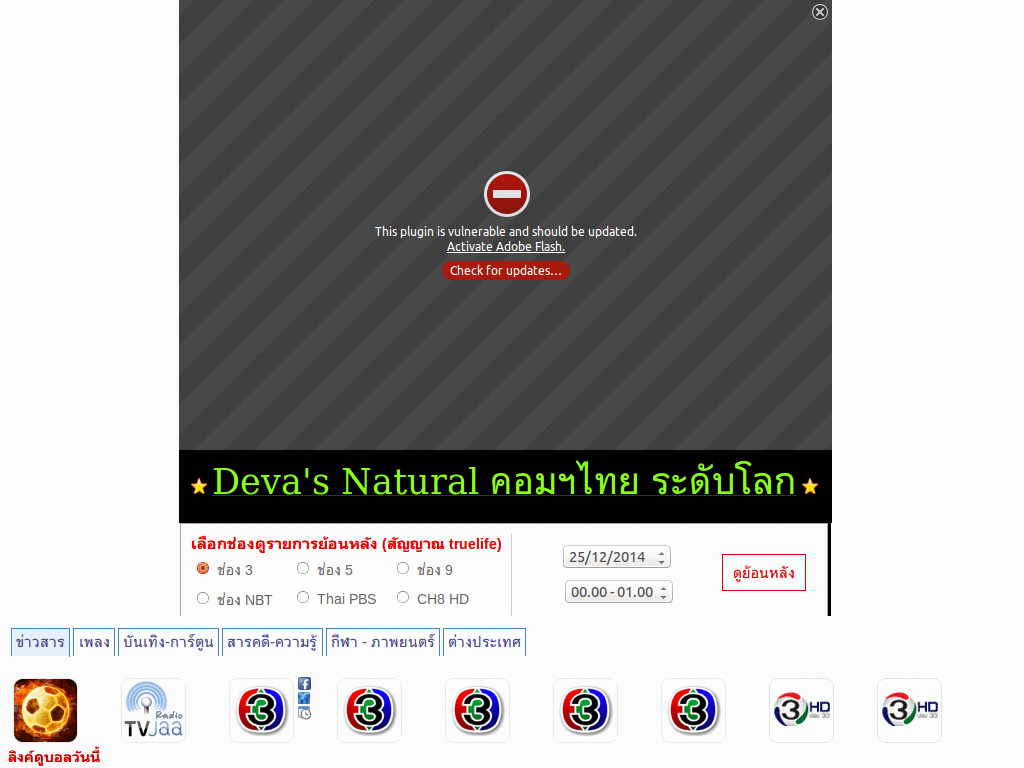 This plugin is vulnerable and should be updated.
Activate Adobe Flash.
Check for updates...
Deva's Natural คอมฯไทย ระดับโลก
เลือกช่องดูรายการย้อนหลัง (สัญญาณ truelife)
ช่อง 3 ช่อง 5 ช่อง 9
ช่อง NBT Thai PBS CH8 HD
25/12/2014
00.00 - 01.00
ดูย้อนหลัง
ข่าวสาร เพลง บันเทิง-การ์ตูน สารคดี-ความรู้ กีฬา - ภาพยนตร์ ต่างประเทศ
Radio
TVJaa
3 3 3 3 3 3 HD 3 HD
ลิงค์ดูบอลวันนี้